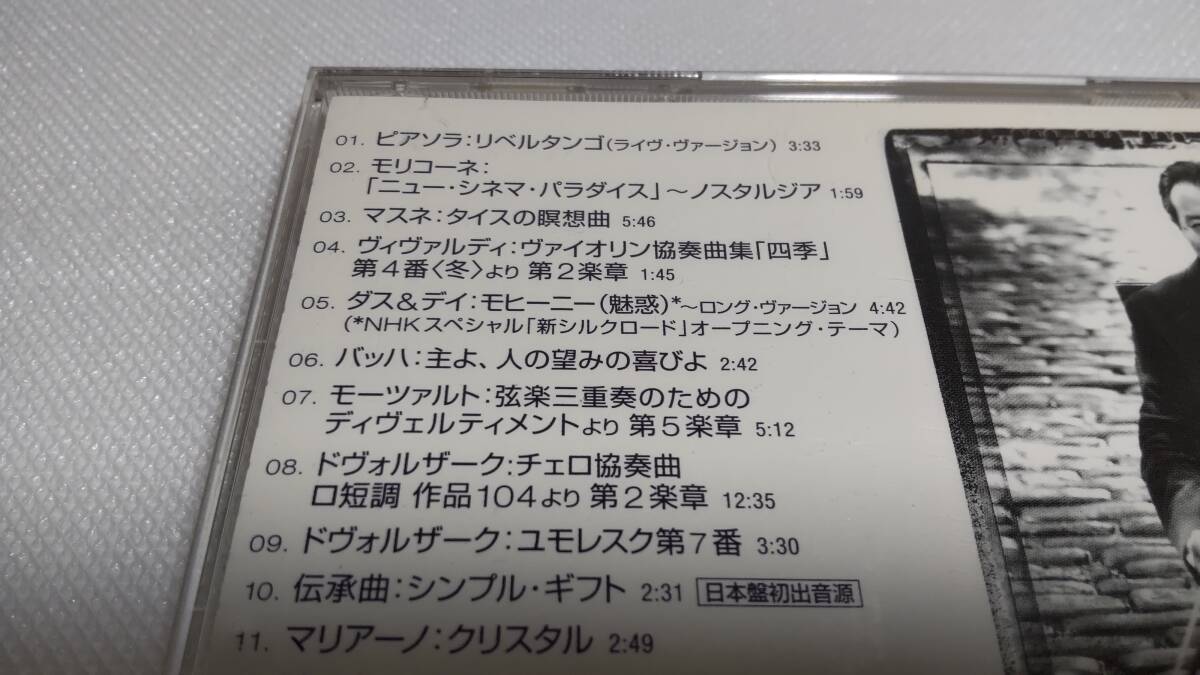 01. ピアソラ:リベルタンゴ(ライヴ・ヴァージョン) 3:33
02. モリコーネ:
「ニュー・シネマ・パラダイス」〜ノスタルジア 1:59
03. マスネ:タイスの瞑想曲 5:46
04. ヴィヴァルディ:ヴァイオリン協奏曲集「四季」
第4番〈冬〉より 第2楽章 1:45
05. ダス&デイ:モヒーニー(魅惑)*〜ロング・ヴァージョン 4:42
(*NHKスペシャル「新シルクロード」オープニング・テーマ)
06. バッハ:主よ、人の望みの喜びよ 2:42
07. モーツァルト:弦楽三重奏のための
ディヴェルティメントより 第5楽章 5:12
08. ドヴォルザーク:チェロ協奏曲
ロ短調 作品104より 第2楽章 12:35
09. ドヴォルザーク:ユモレスク第7番 3:30
10. 伝承曲:シンプル・ギフト 2:31 日本盤初出音源
11. マリアーノ:クリスタル 2:49